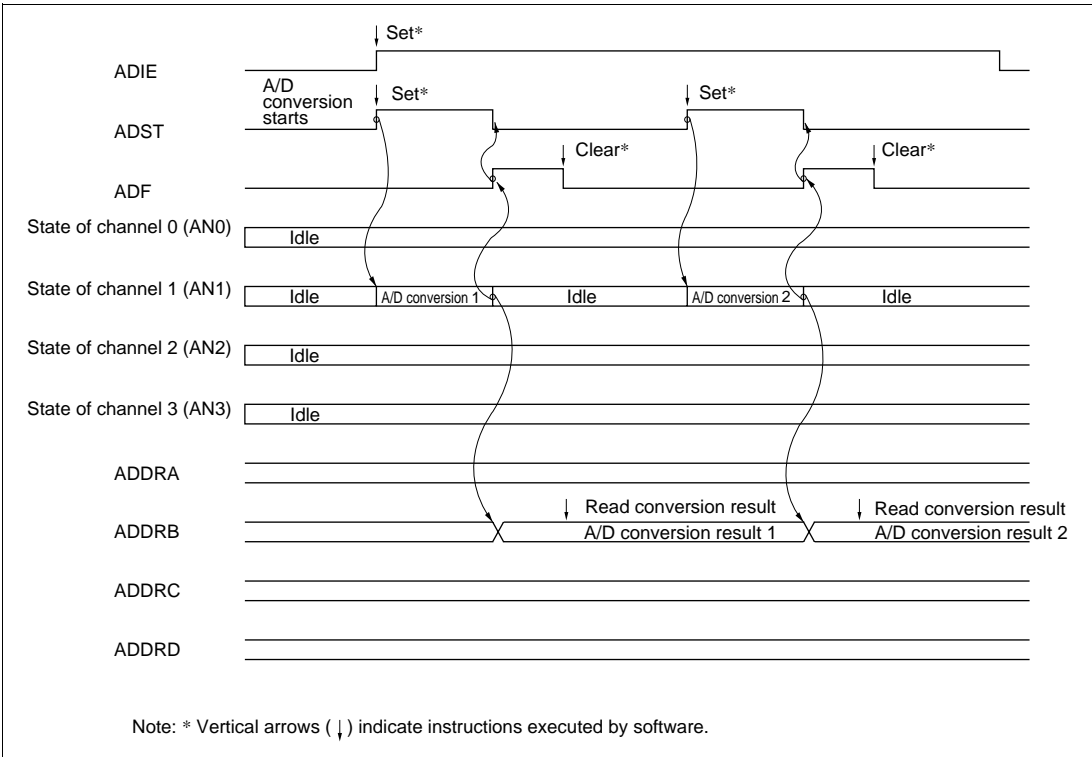 Set*
ADIE
A/D
conversion
starts
Set*
Set*
ADST
Clear*
Clear*
ADF
State of channel 0 (AN0)
Idle
State of channel 1 (AN1)
Idle
A/D conversion 1
Idle
A/D conversion 2
Idle
State of channel 2 (AN2)
Idle
State of channel 3 (AN3)
Idle
ADDRA
Read conversion result
Read conversion result
ADDRB
A/D conversion result 1
A/D conversion result 2
ADDRC
ADDRD
Note: * Vertical arrows (↓) indicate instructions executed by software.